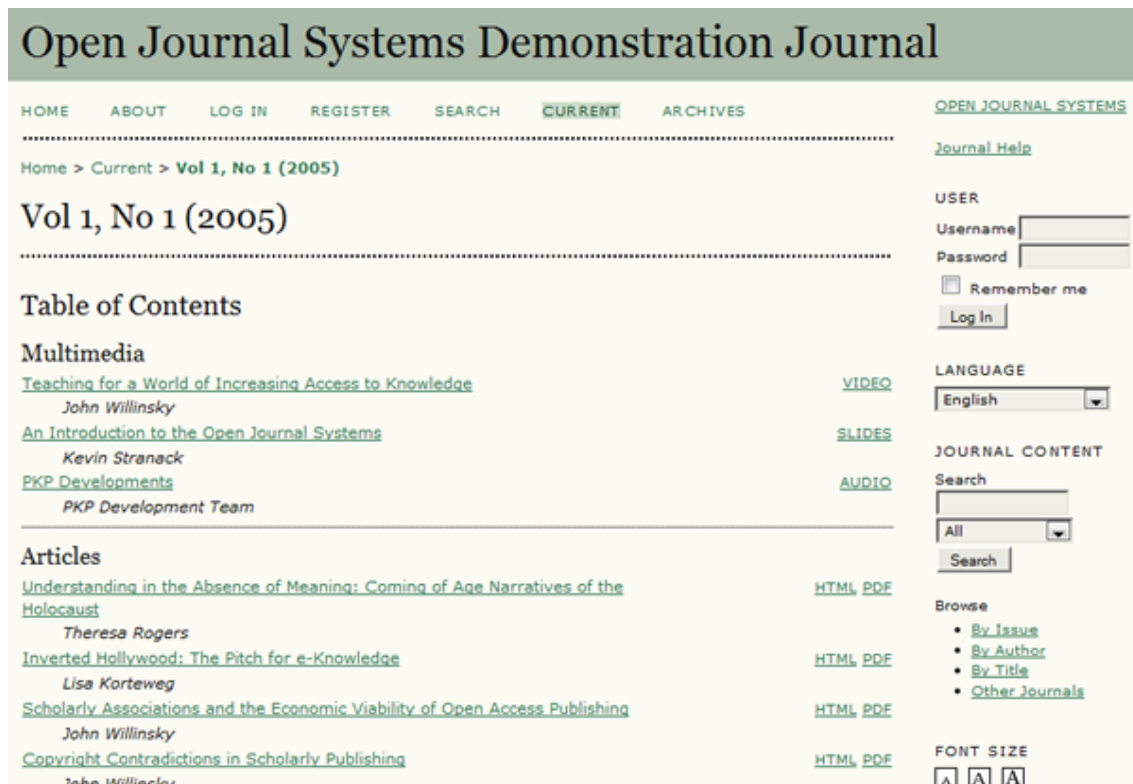 Open Journal Systems Demonstration Journal
HOME ABOUT LOG IN REGISTER SEARCH CURRENT ARCHIVES
Home > Current > Vol 1, No 1 (2005)
Vol 1, No 1 (2005)
Table of Contents
Multimedia
Teaching for a World of Increasing Access to Knowledge VIDEO
John Willinsky
An Introduction to the Open Journal Systems SLIDES
Kevin Stranack
PKP Developments AUDIO
PKP Development Team
Articles
Understanding in the Absence of Meaning: Coming of Age Narratives of the HTML PDF
Holocaust
Theresa Rogers
Inverted Hollywood: The Pitch for e-Knowledge HTML PDF
Lisa Korteweg
Scholarly Associations and the Economic Viability of Open Access Publishing HTML PDF
John Willinsky
Copyright Contradictions in Scholarly Publishing HTML PDF
John Willinsky
OPEN JOURNAL SYSTEMS
Journal Help
USER
Username
Password
Remember me
Log In
LANGUAGE
English
JOURNAL CONTENT
Search
All
Search
Browse
By Issue
By Author
By Title
Other Journals
FONT SIZE
A A A